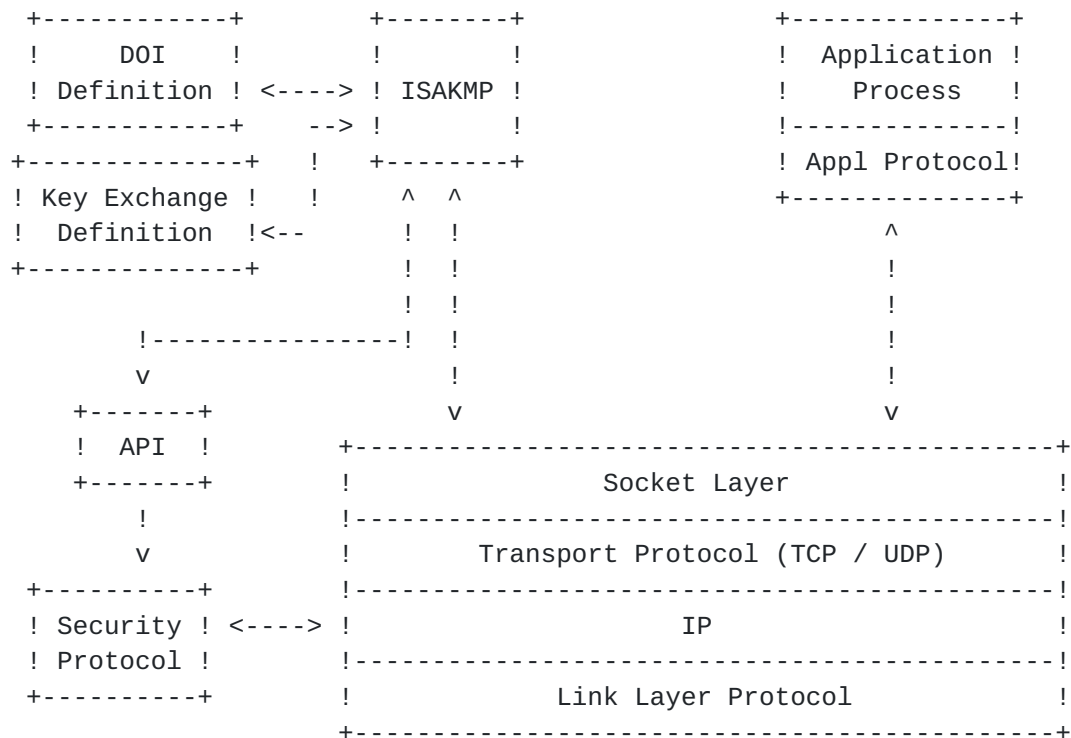 DOI
Definition
ISAKMP
Application
Process
Appl Protocol
Key Exchange
Definition
API
Socket Layer
Transport Protocol (TCP / UDP)
Security
Protocol
IP
Link Layer Protocol